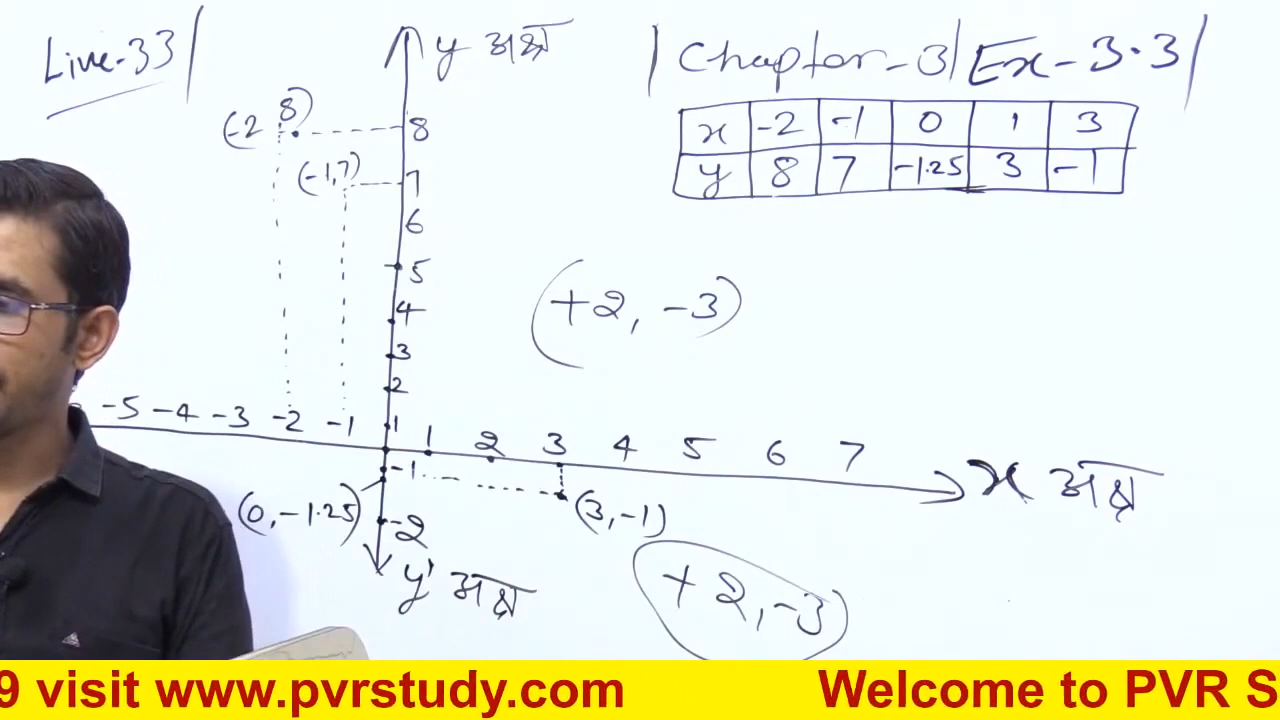 Live-33
y अक्ष
Chapter-3 Ex-3.3
x -2 -1 0 1 3
y 8 7 -1.25 3 -1
(-2 8)
8
(-1,7)
7
6
5
(+2, -3)
4
3
2
-5 -4 -3 -2 -1 1 1 2 3 4 5 6 7
x अक्ष
-1
(0, -1.25)
(3, -1)
-2
y' अक्ष
+2, -3
9 visit www.pvrstudy.com Welcome to PVR S